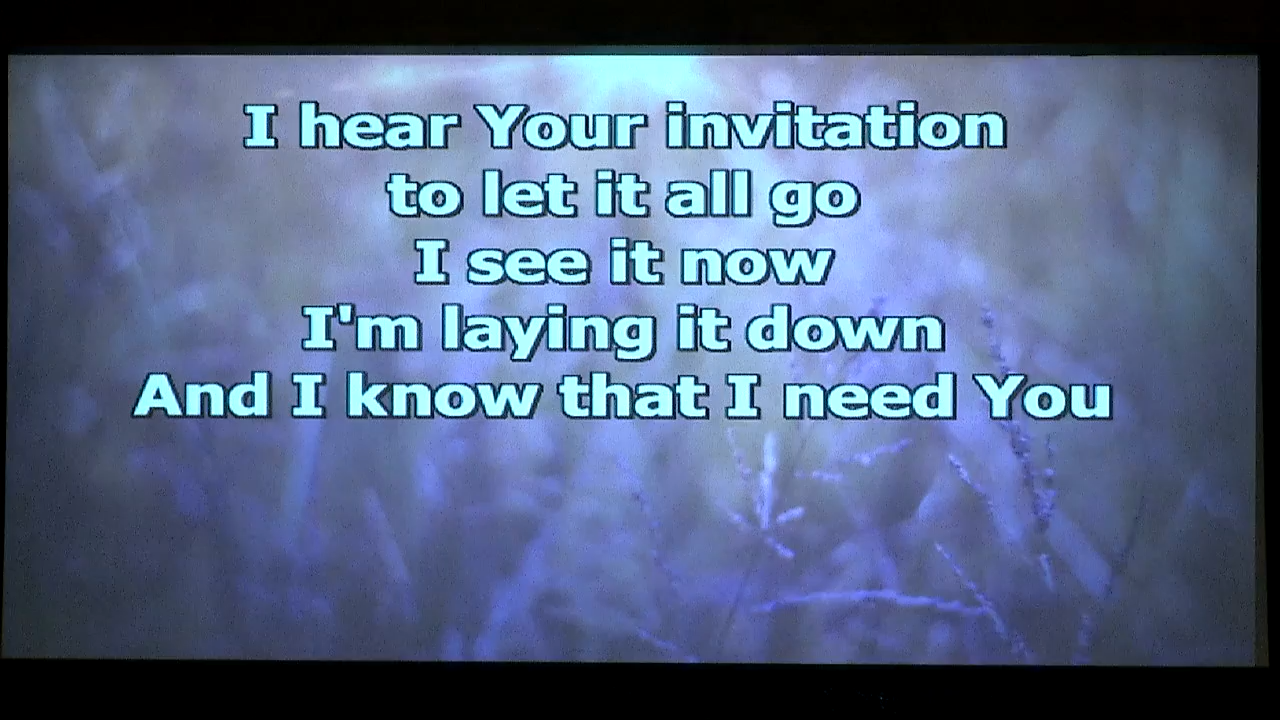 I hear Your invitation
to let it all go
I see it now
I'm laying it down
And I know that I need You